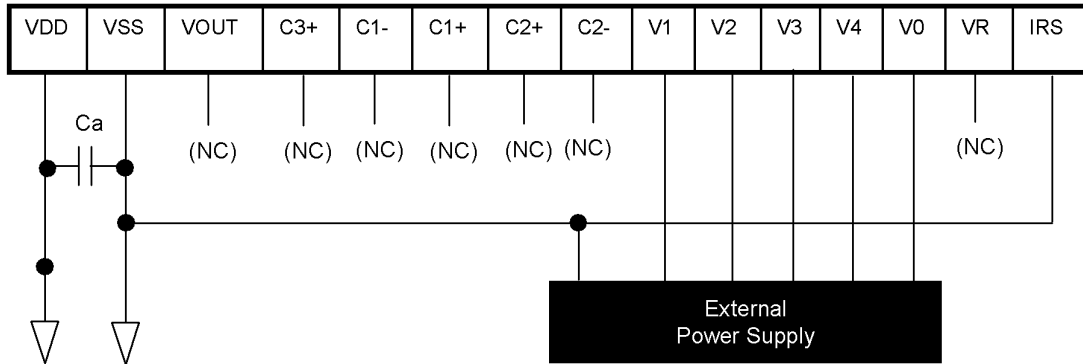 VDD VSS VOUT C3+ C1- C1+ C2+ C2- V1 V2 V3 V4 V0 VR IRS
Ca
(NC) (NC) (NC) (NC) (NC) (NC) (NC)
External
Power Supply